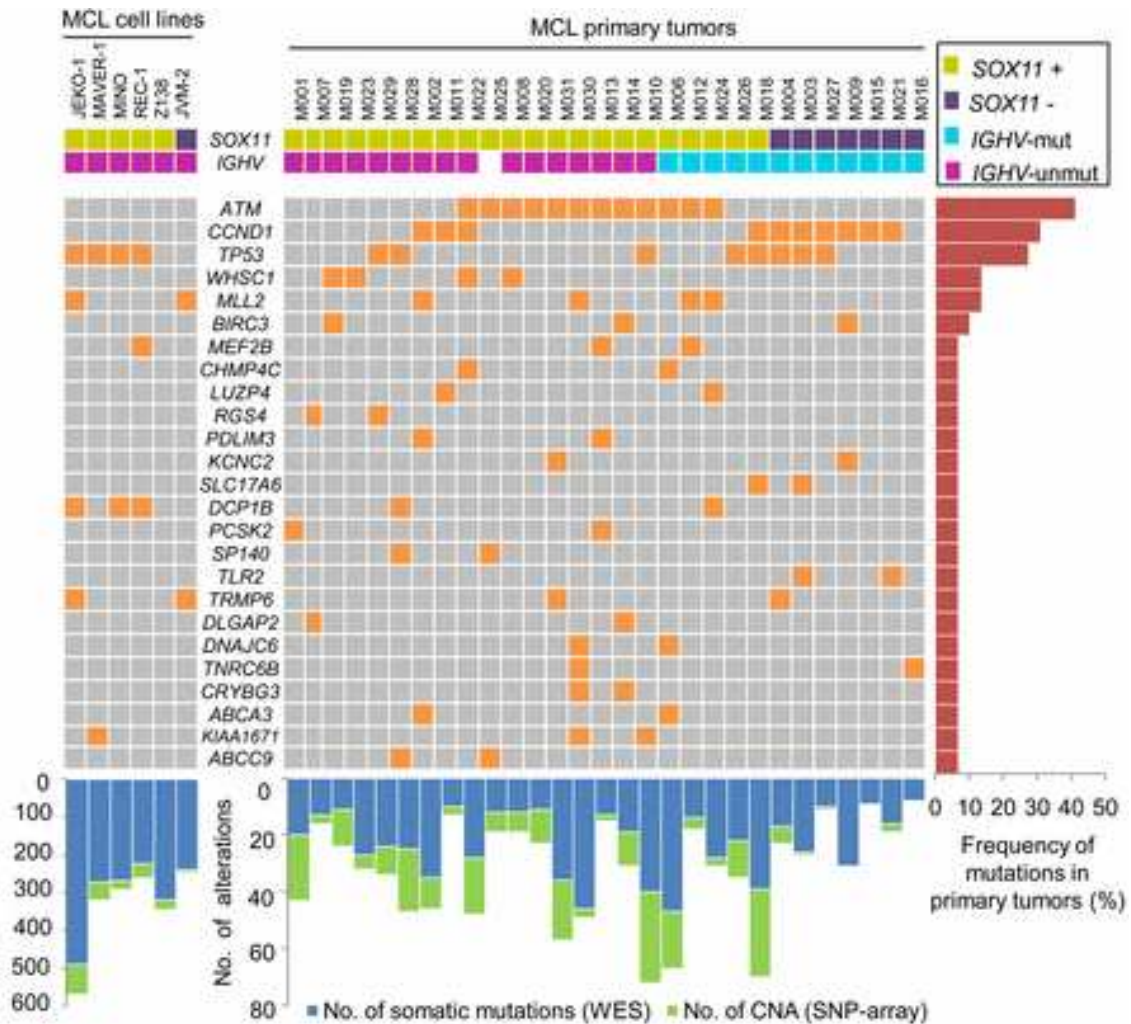 MCL cell lines
MCL primary tumors
JEKO-1
MAVER-1
MINO
REC-1
Z138
JVM-2
M001
M007
M019
M023
M029
M028
M002
M011
M022
M025
M008
M020
M031
M030
M013
M014
M010
M006
M012
M024
M026
M018
M004
M003
M027
M009
M015
M021
M016
SOX11 +
SOX11 -
IGHV-mut
IGHV-unmut
SOX11
IGHV
ATM
CCND1
TP53
WHSC1
MLL2
BIRC3
MEF2B
CHMP4C
LUZP4
RGS4
PDLIM3
KCNC2
SLC17A6
DCP1B
PCSK2
SP140
TLR2
TRMP6
DLGAP2
DNAJC6
TNRC6B
CRYBG3
ABCA3
KIAA1671
ABCC9
0
100
200
300
400
500
600
No. of alterations
0
20
40
60
80
0 10 20 30 40 50
Frequency of
mutations in
primary tumors (%)
No. of somatic mutations (WES)
No. of CNA (SNP-array)